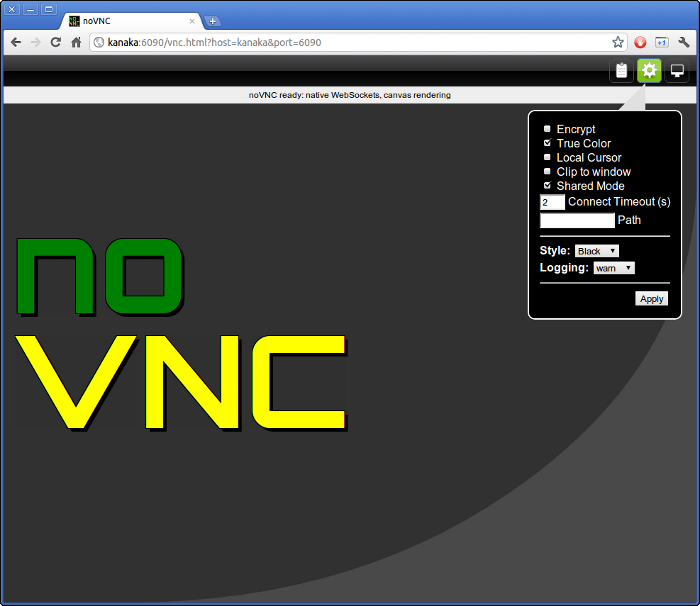 noVNC
kanaka:6090/vnc.html?host=kanaka&port=6090
+1
noVNC ready: native WebSockets, canvas rendering
Encrypt
True Color
Local Cursor
Clip to window
Shared Mode
2 Connect Timeout (s)
Path
Style: Black
Logging: warn
Apply
no
VNC